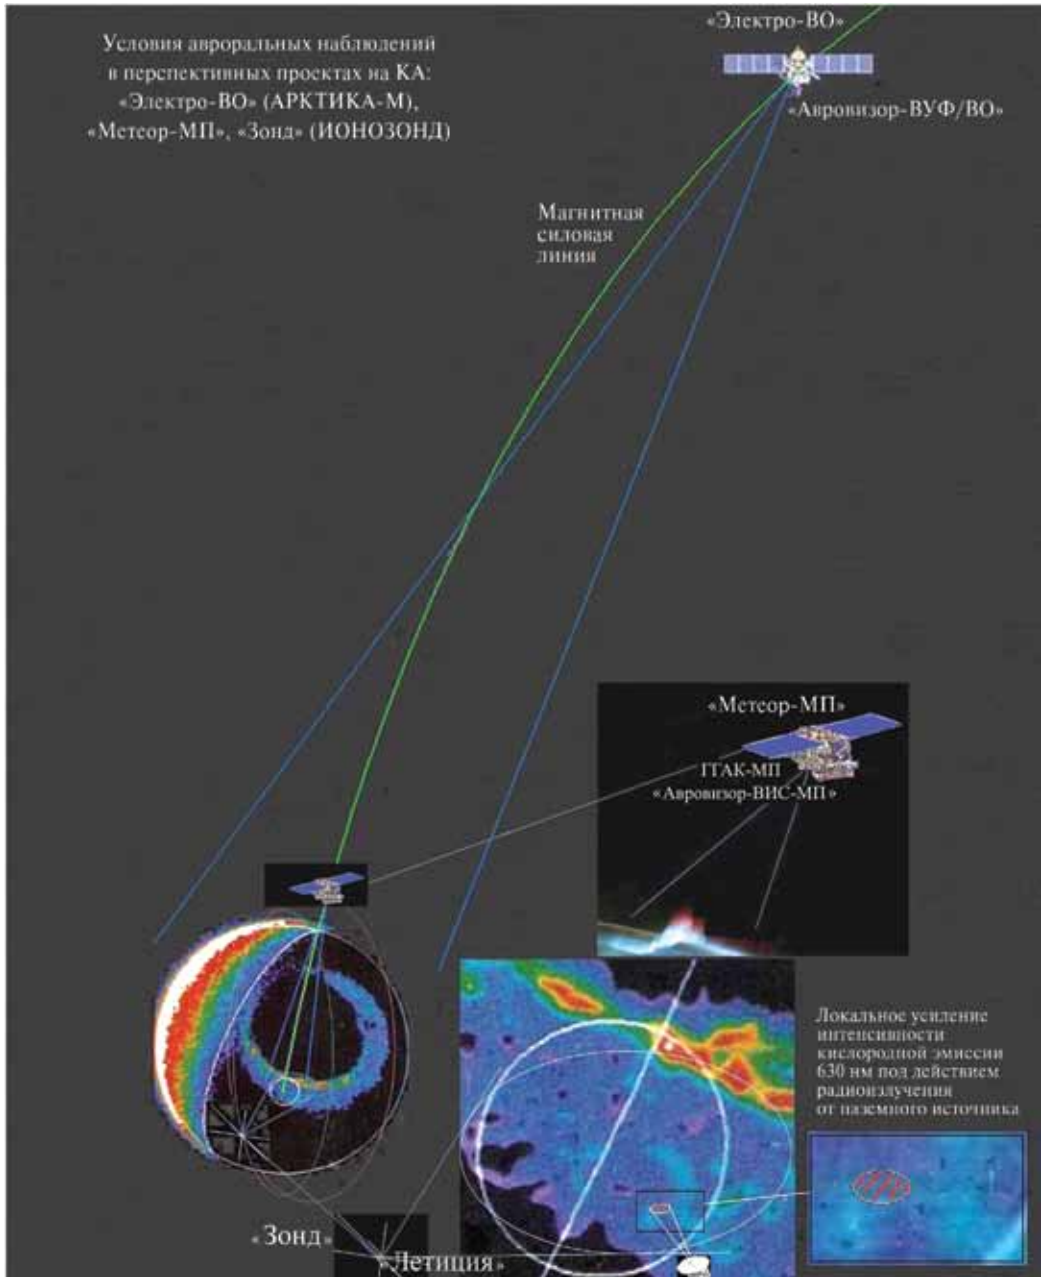 «Электро-ВО»
Условия авроральных наблюдений
в перспективных проектах на КА:
«Электро-ВО» (АРКТИКА-М),
«Метеор-МП», «Зонд» (ИОНОЗОНД)
«Авровизор-ВУФ/ВО»
Магнитная
силовая
линия
«Метеор-МП»
ГГАК-МП
«Авровизор-ВИС-МП»
Локальное усиление
интенсивности
кислородной эмиссии
630 нм под действием
радиоизлучения
от наземного источника
«Зонд»
«Летиция»